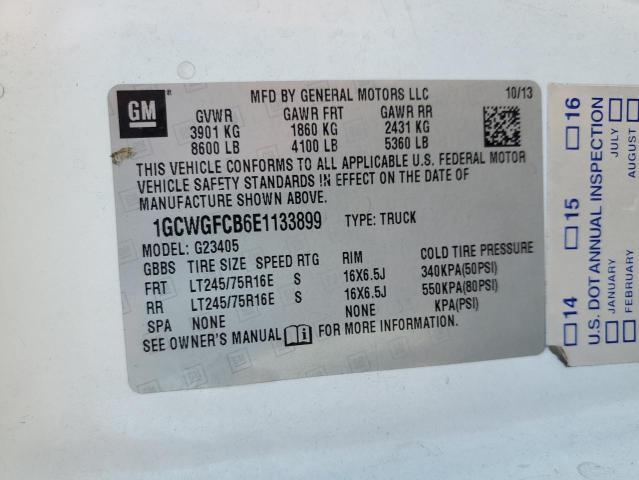 GM
MFD BY GENERAL MOTORS LLC 10/13
GVWR GAWR FRT GAWR RR
3901 KG 1860 KG 2431 KG
8600 LB 4100 LB 5360 LB
THIS VEHICLE CONFORMS TO ALL APPLICABLE U.S. FEDERAL MOTOR
VEHICLE SAFETY STANDARDS IN EFFECT ON THE DATE OF
MANUFACTURE SHOWN ABOVE.
1GCWGFCB6E1133899 TYPE: TRUCK
MODEL: G23405
GBBS TIRE SIZE SPEED RTG RIM COLD TIRE PRESSURE
FRT LT245/75R16E S 16X6.5J 340KPA(50PSI)
RR LT245/75R16E S 16X6.5J 550KPA(80PSI)
SPA NONE NONE KPA(PSI)
SEE OWNER'S MANUAL i FOR MORE INFORMATION.
14 15 16
U.S. DOT ANNUAL INSPECTION
JANUARY JULY
FEBRUARY AUGUST